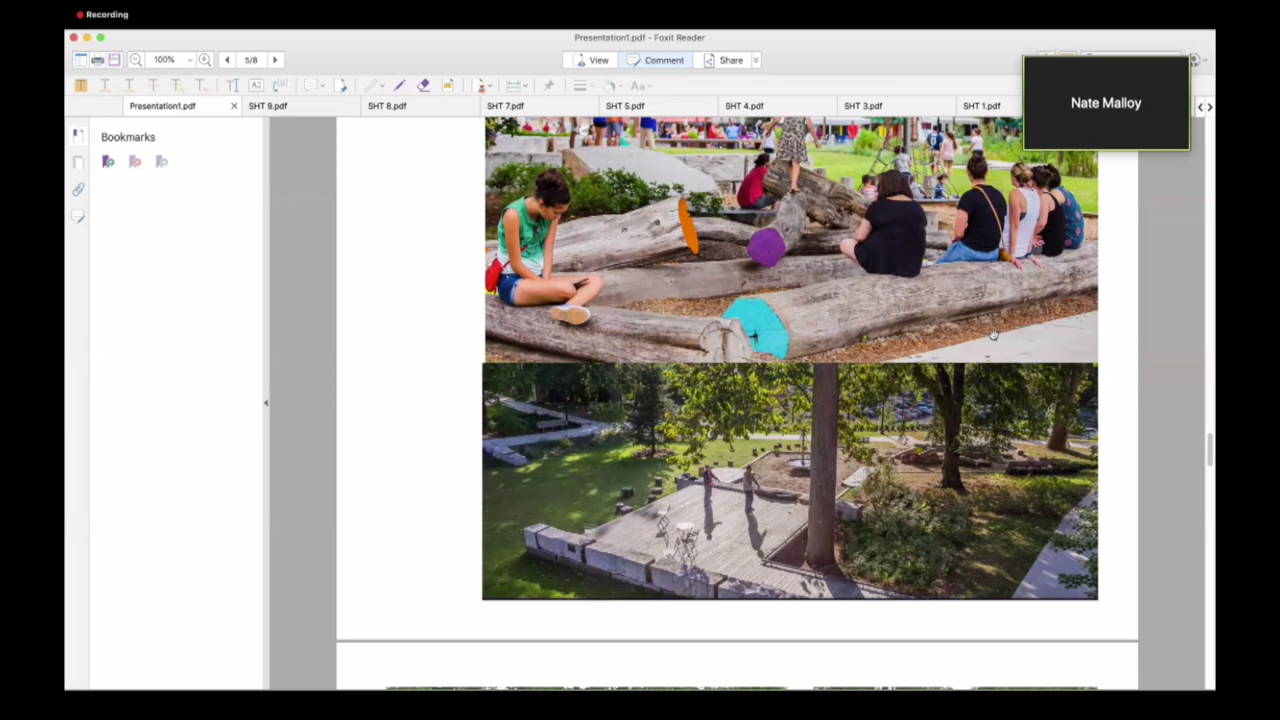 Recording
Presentation1.pdf - Foxit Reader
100%
5/8
View
Comment
Share
Presentation1.pdf
SHT 9.pdf
SHT 8.pdf
SHT 7.pdf
SHT 5.pdf
SHT 4.pdf
SHT 3.pdf
SHT 1.pdf
Nate Malloy
Bookmarks